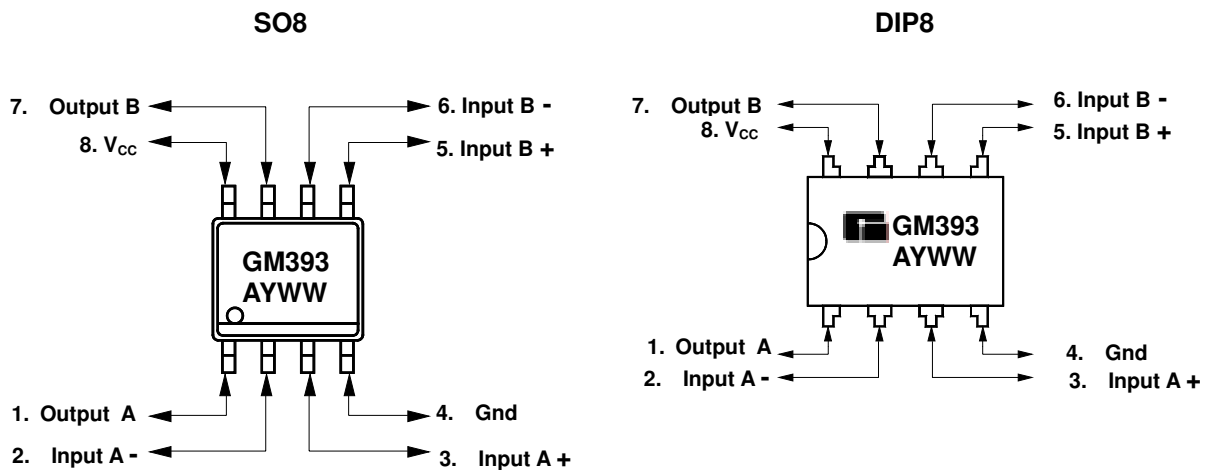 SO8
7. Output B
6. Input B -
8. VCC
5. Input B +
GM393
AYWW
1. Output A
4. Gnd
2. Input A -
3. Input A +
DIP8
7. Output B
6. Input B -
8. VCC
5. Input B +
GM393
AYWW
1. Output A
4. Gnd
2. Input A -
3. Input A +